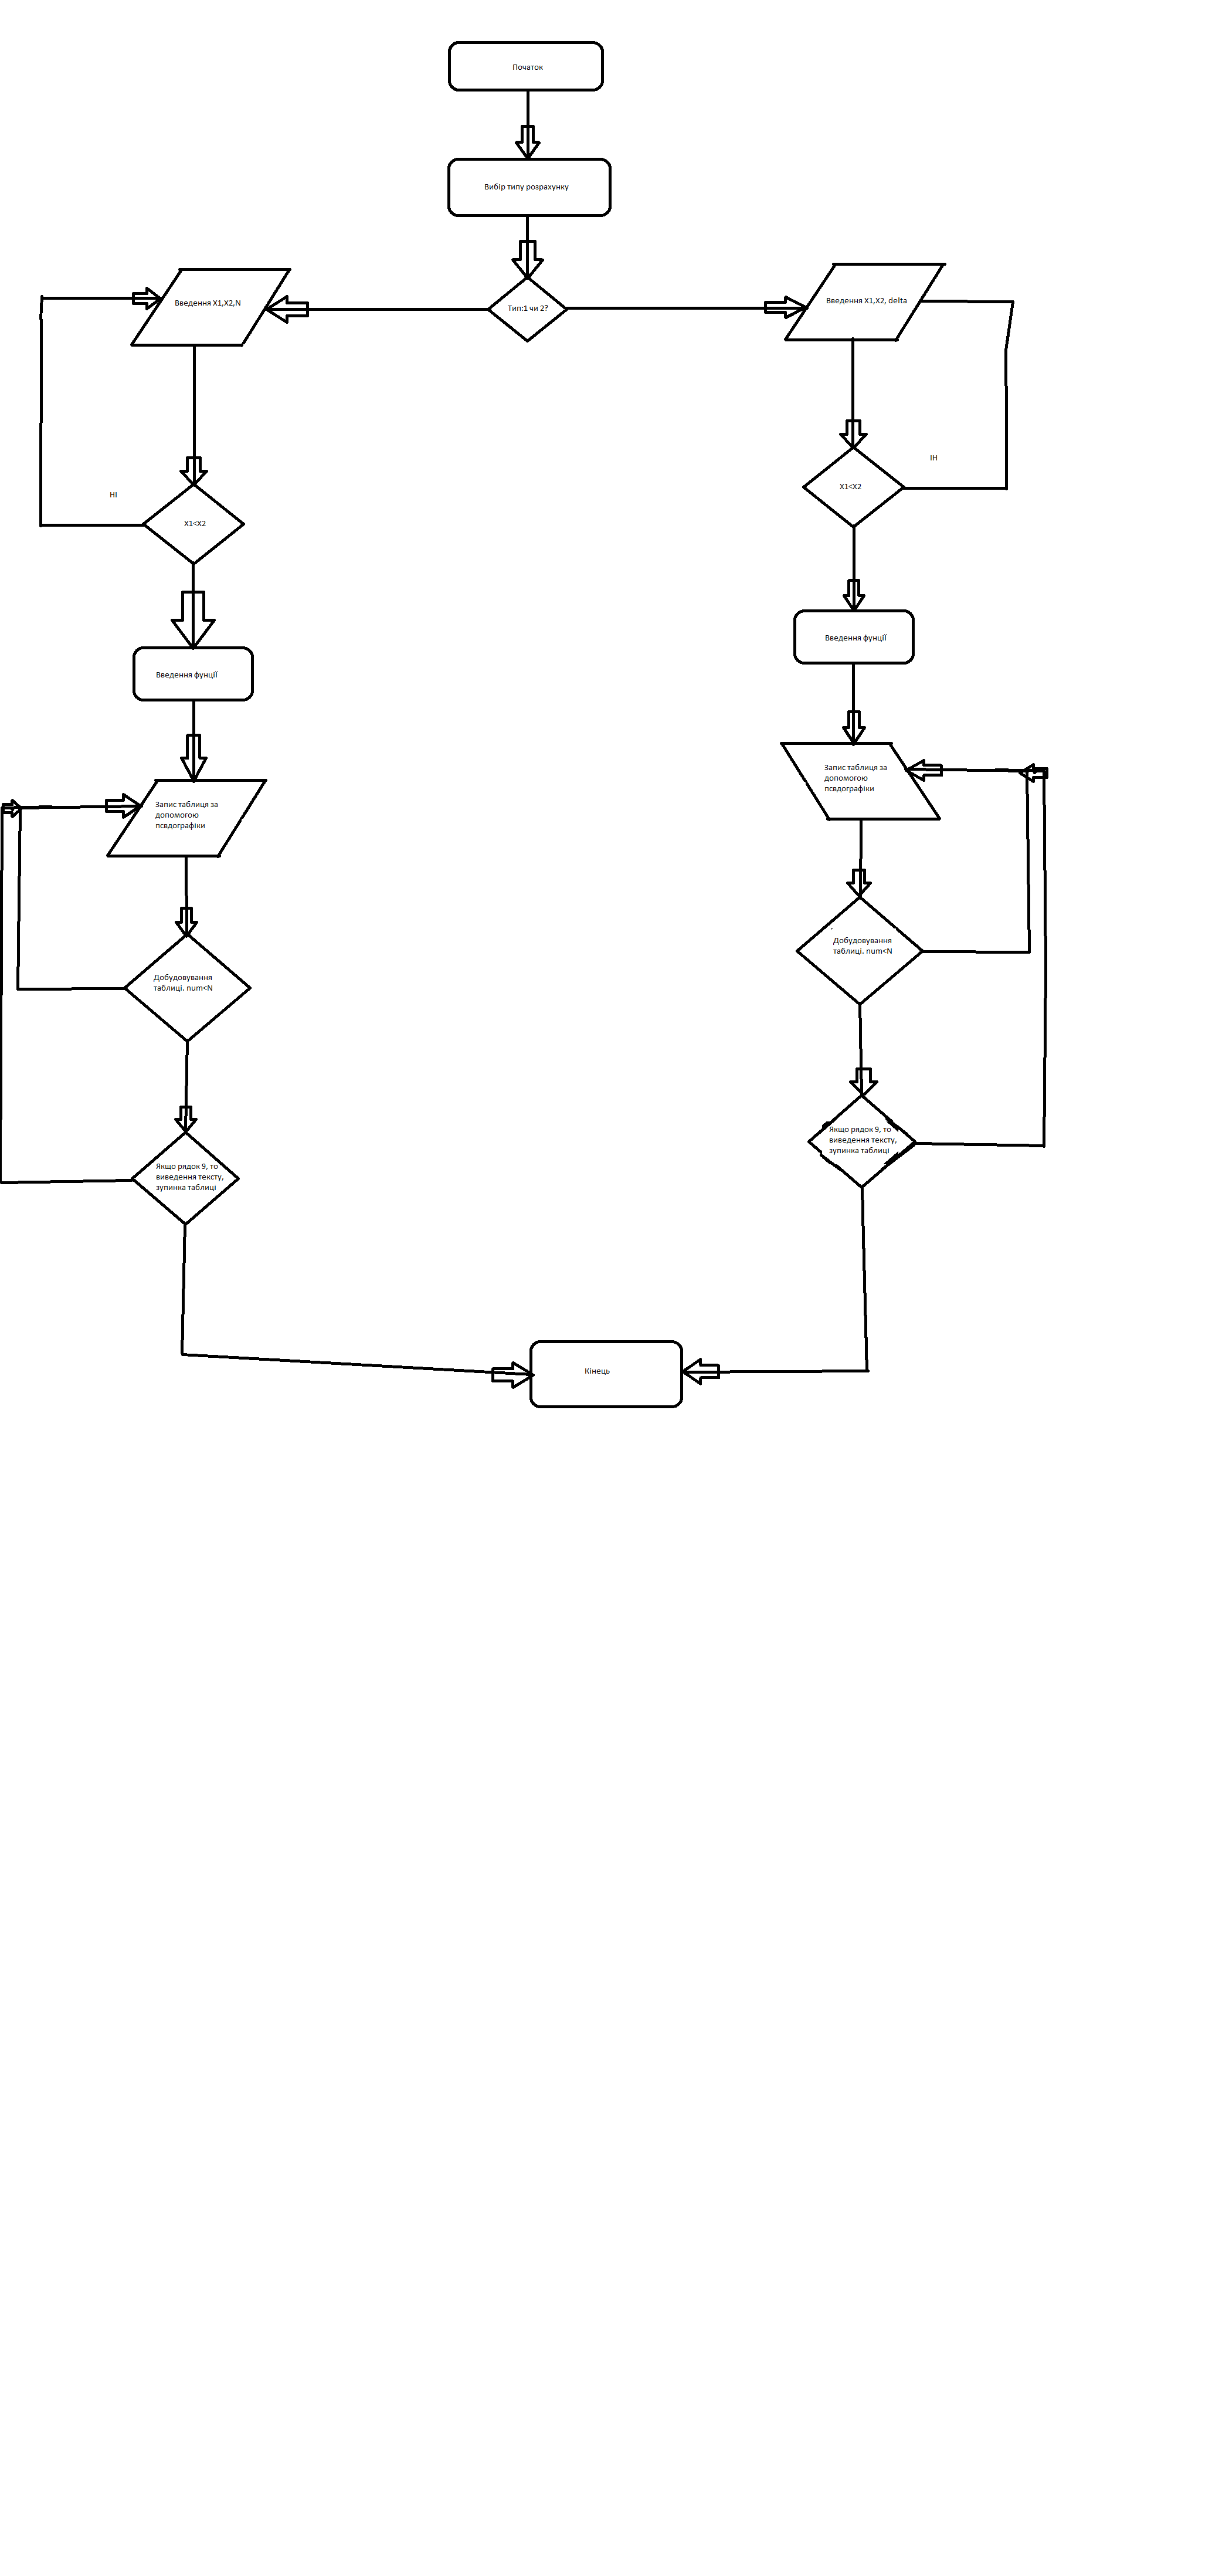 Початок
Вибір типу розрахунку
Тип:1 чи 2?
Введення X1,X2,N
НІ
X1<X2
Введення фунції
Запис таблиця за
допомогою
псвдографіки
Добудовування
таблиці. num<N
Якщо рядок 9, то
виведення тексту,
зупинка таблиці
Введення X1,X2, delta
ІН
X1<X2
Введення фунції
Запис таблиця за
допомогою
псвдографіки
Добудовування
таблиці. num<N
Якщо рядок 9, то
виведення тексту,
зупинка таблиці
Кінець